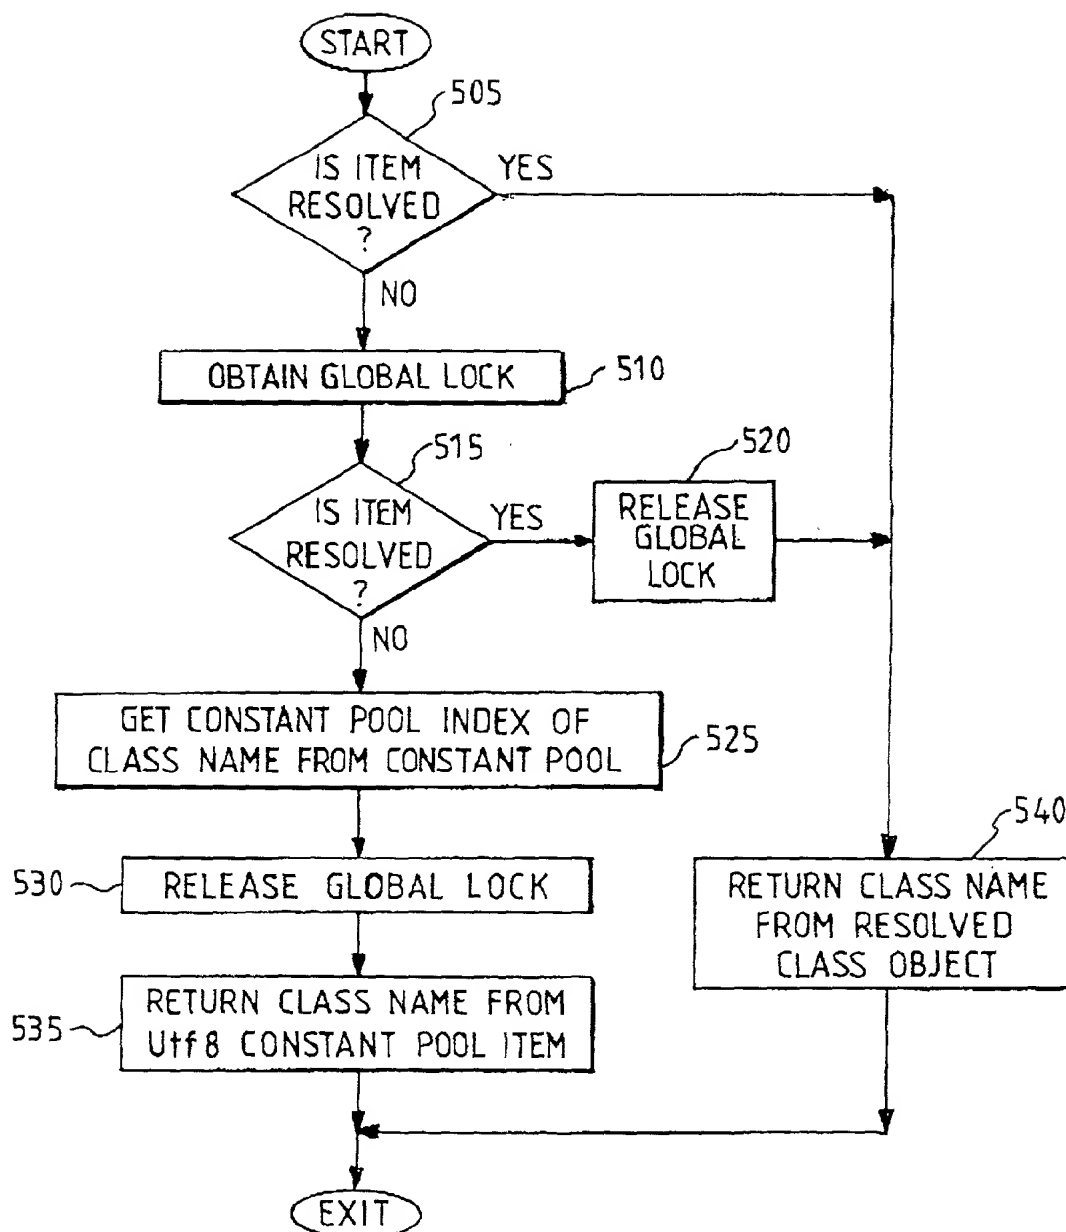 START
505
IS ITEM
RESOLVED
?
YES
NO
OBTAIN GLOBAL LOCK
510
515
IS ITEM
RESOLVED
?
YES
520
RELEASE
GLOBAL
LOCK
NO
GET CONSTANT POOL INDEX OF
CLASS NAME FROM CONSTANT POOL
525
530
RELEASE GLOBAL LOCK
540
RETURN CLASS NAME
FROM RESOLVED
CLASS OBJECT
535
RETURN CLASS NAME FROM
Utf8 CONSTANT POOL ITEM
EXIT